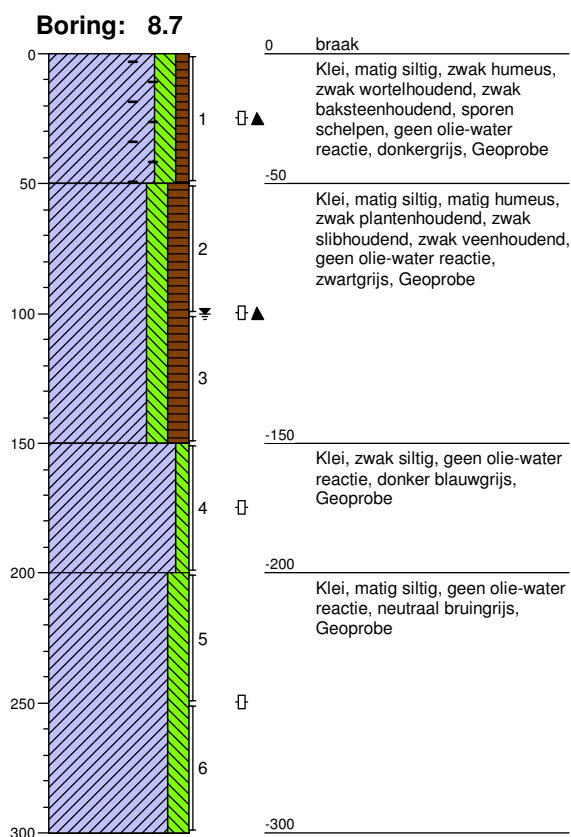 Boring: 8.7
0
50
100
150
200
250
300
1
2
3
4
5
6
0 braak
Klei, matig siltig, zwak humeus,
zwak wortelhoudend, zwak
baksteenhoudend, sporen
schelpen, geen olie-water
reactie, donkergrijs, Geoprobe
-50
Klei, matig siltig, matig humeus,
zwak plantenhoudend, zwak
slibhoudend, zwak veenhoudend,
geen olie-water reactie,
zwartgrijs, Geoprobe
-150
Klei, zwak siltig, geen olie-water
reactie, donker blauwgrijs,
Geoprobe
-200
Klei, matig siltig, geen olie-water
reactie, neutraal bruingrijs,
Geoprobe
-300